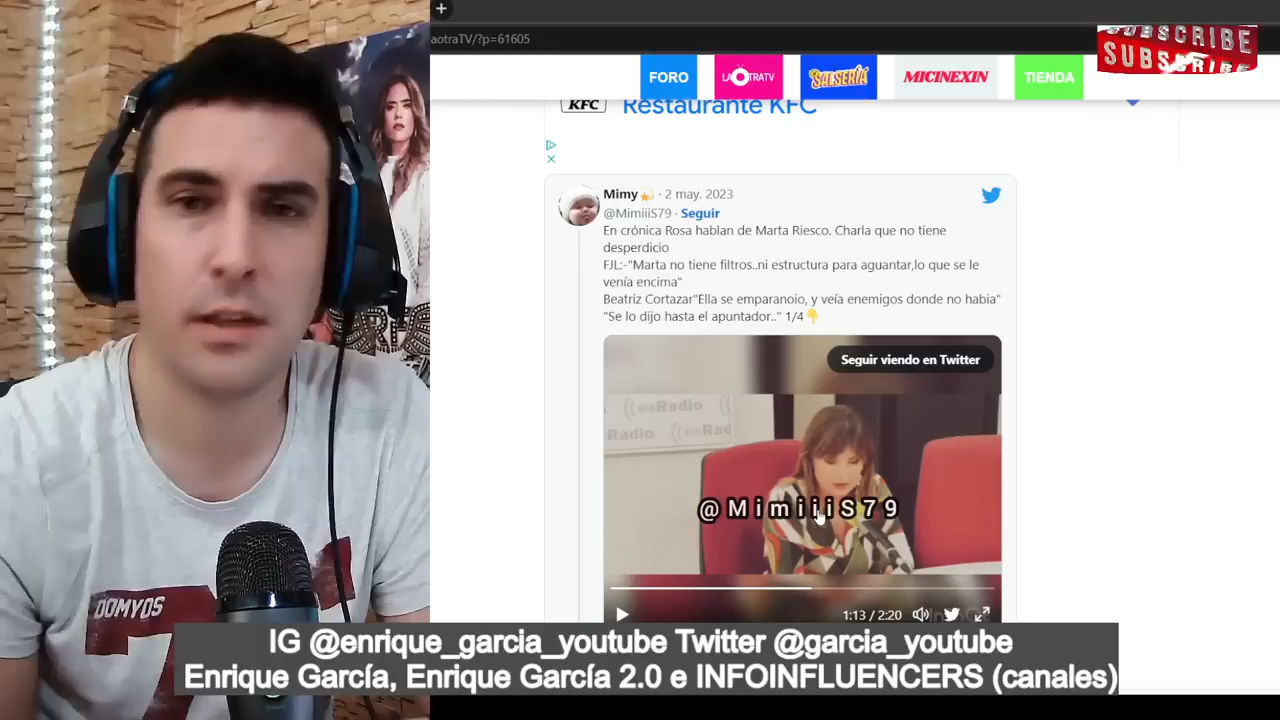 aotraTV/?p=61605
SUBSCRIBE
SUBSCRIBE
FORO
LAOTRATV
SALSERÍA
MICINEXIN
TIENDA
KFC Restaurante KFC
Mimy · 2 may. 2023
@MimiiiS79 · Seguir
En crónica Rosa hablan de Marta Riesco. Charla que no tiene
desperdicio
FJL:-"Marta no tiene filtros..ni estructura para aguantar,lo que se le
venía encima"
Beatriz Cortazar"Ella se emparanoio, y veía enemigos donde no habia"
"Se lo dijo hasta el apuntador.." 1/4👇
Seguir viendo en Twitter
esRadio
Radio esRad
@MimiiiS79
1:13 / 2:20
DOMYOS
IG @enrique_garcia_youtube Twitter @garcia_youtube
Enrique García, Enrique García 2.0 e INFOINFLUENCERS (canales)